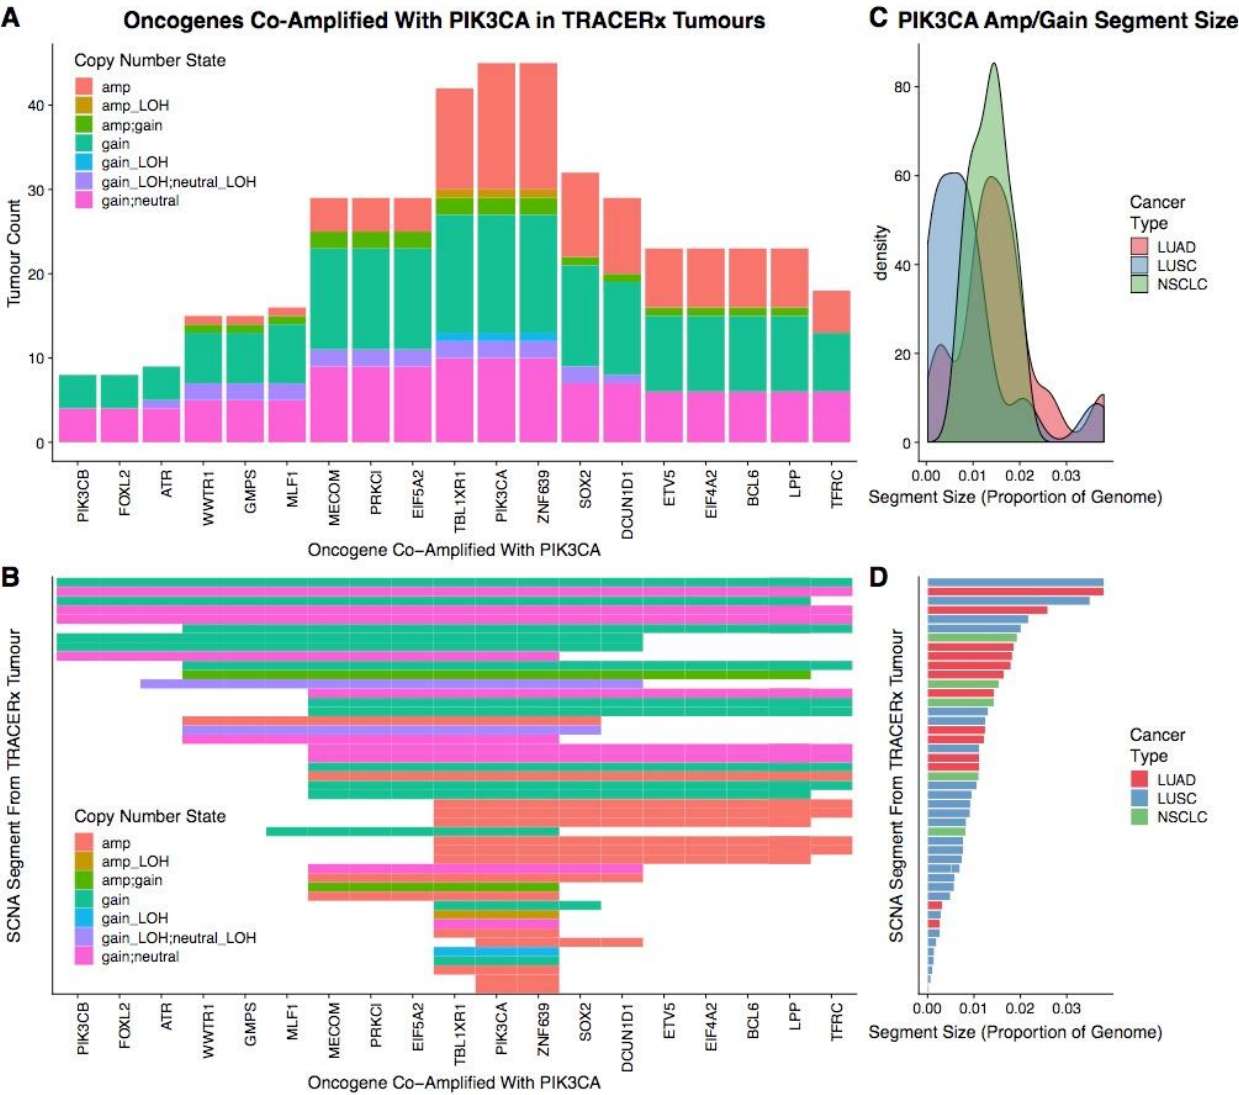 A
Oncogenes Co-Amplified With PIK3CA in TRACERx Tumours
Copy Number State
amp
amp_LOH
amp;gain
gain
gain_LOH
gain_LOH;neutral_LOH
gain;neutral
Tumour Count
40
30
20
10
0
PIK3CB
FOXL2
ATR
WWTR1
GMPS
MLF1
MECOM
PRKCI
EIF5A2
TBL1XR1
PIK3CA
ZNF639
SOX2
DCUN1D1
ETV5
EIF4A2
BCL6
LPP
TFRC
Oncogene Co–Amplified With PIK3CA
C
PIK3CA Amp/Gain Segment Size
density
80
60
40
20
0
0.00 0.01 0.02 0.03
Segment Size (Proportion of Genome)
Cancer
Type
LUAD
LUSC
NSCLC
B
SCNA Segment From TRACERx Tumour
Copy Number State
amp
amp_LOH
amp;gain
gain
gain_LOH
gain_LOH;neutral_LOH
gain;neutral
PIK3CB
FOXL2
ATR
WWTR1
GMPS
MLF1
MECOM
PRKCI
EIF5A2
TBL1XR1
PIK3CA
ZNF639
SOX2
DCUN1D1
ETV5
EIF4A2
BCL6
LPP
TFRC
Oncogene Co–Amplified With PIK3CA
D
SCNA Segment From TRACERx Tumour
0.00 0.01 0.02 0.03
Segment Size (Proportion of Genome)
Cancer
Type
LUAD
LUSC
NSCLC